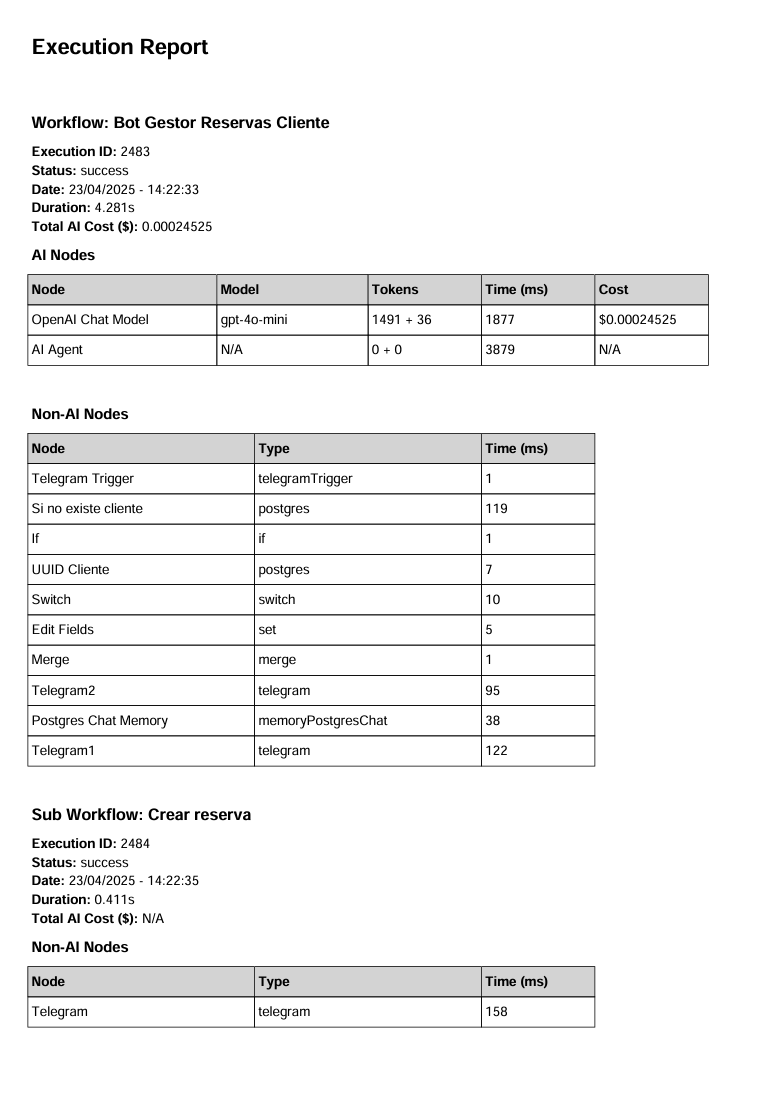 Execution Report
Workflow: Bot Gestor Reservas Cliente
Execution ID: 2483
Status: success
Date: 23/04/2025 - 14:22:33
Duration: 4.281s
Total AI Cost ($): 0.00024525
AI Nodes
Node Model Tokens Time (ms) Cost
OpenAI Chat Model gpt-4o-mini 1491 + 36 1877 $0.00024525
AI Agent N/A 0 + 0 3879 N/A
Non-AI Nodes
Node Type Time (ms)
Telegram Trigger telegramTrigger 1
Si no existe cliente postgres 119
If if 1
UUID Cliente postgres 7
Switch switch 10
Edit Fields set 5
Merge merge 1
Telegram2 telegram 95
Postgres Chat Memory memoryPostgresChat 38
Telegram1 telegram 122
Sub Workflow: Crear reserva
Execution ID: 2484
Status: success
Date: 23/04/2025 - 14:22:35
Duration: 0.411s
Total AI Cost ($): N/A
Non-AI Nodes
Node Type Time (ms)
Telegram telegram 158